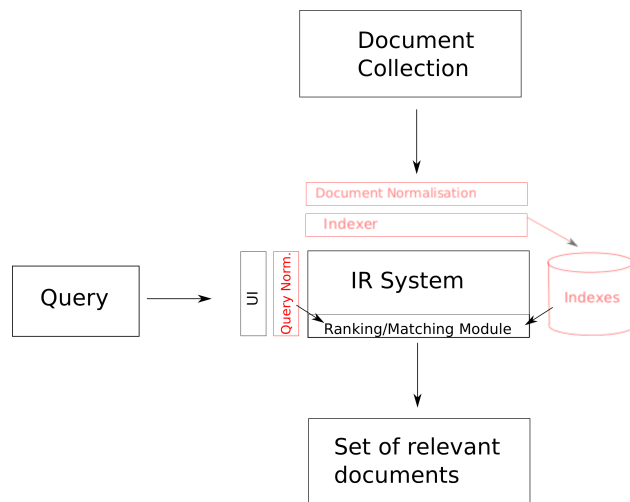 Document
Collection
Document Normalisation
Indexer
Query
UI
Query Norm.
IR System
Ranking/Matching Module
Indexes
Set of relevant
documents